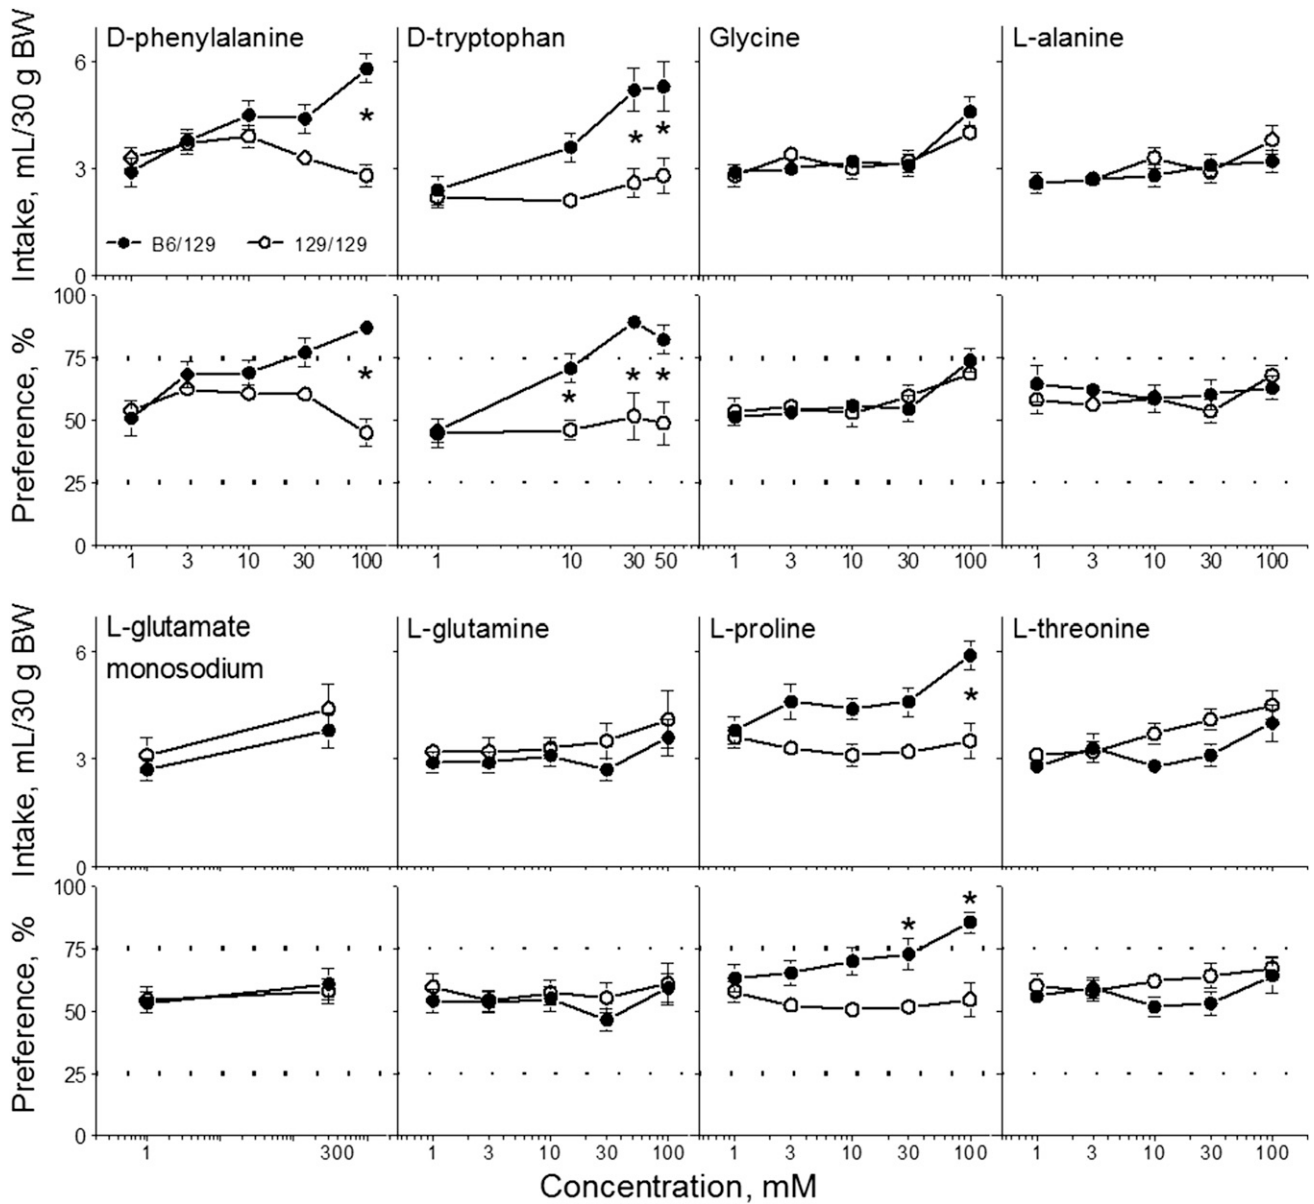 Intake, mL/30 g BW
D-phenylalanine
D-tryptophan
Glycine
L-alanine
6
3
0
*
* *
B6/129
129/129
Preference, %
100
75
50
25
0
*
* * *
1 3 10 30 100
1 10 30 50
1 3 10 30 100
1 3 10 30 100
Intake, mL/30 g BW
L-glutamate
monosodium
L-glutamine
L-proline
L-threonine
6
3
0
*
Preference, %
100
75
50
25
0
* *
1 300
1 3 10 30 100
1 3 10 30 100
1 3 10 30 100
Concentration, mM